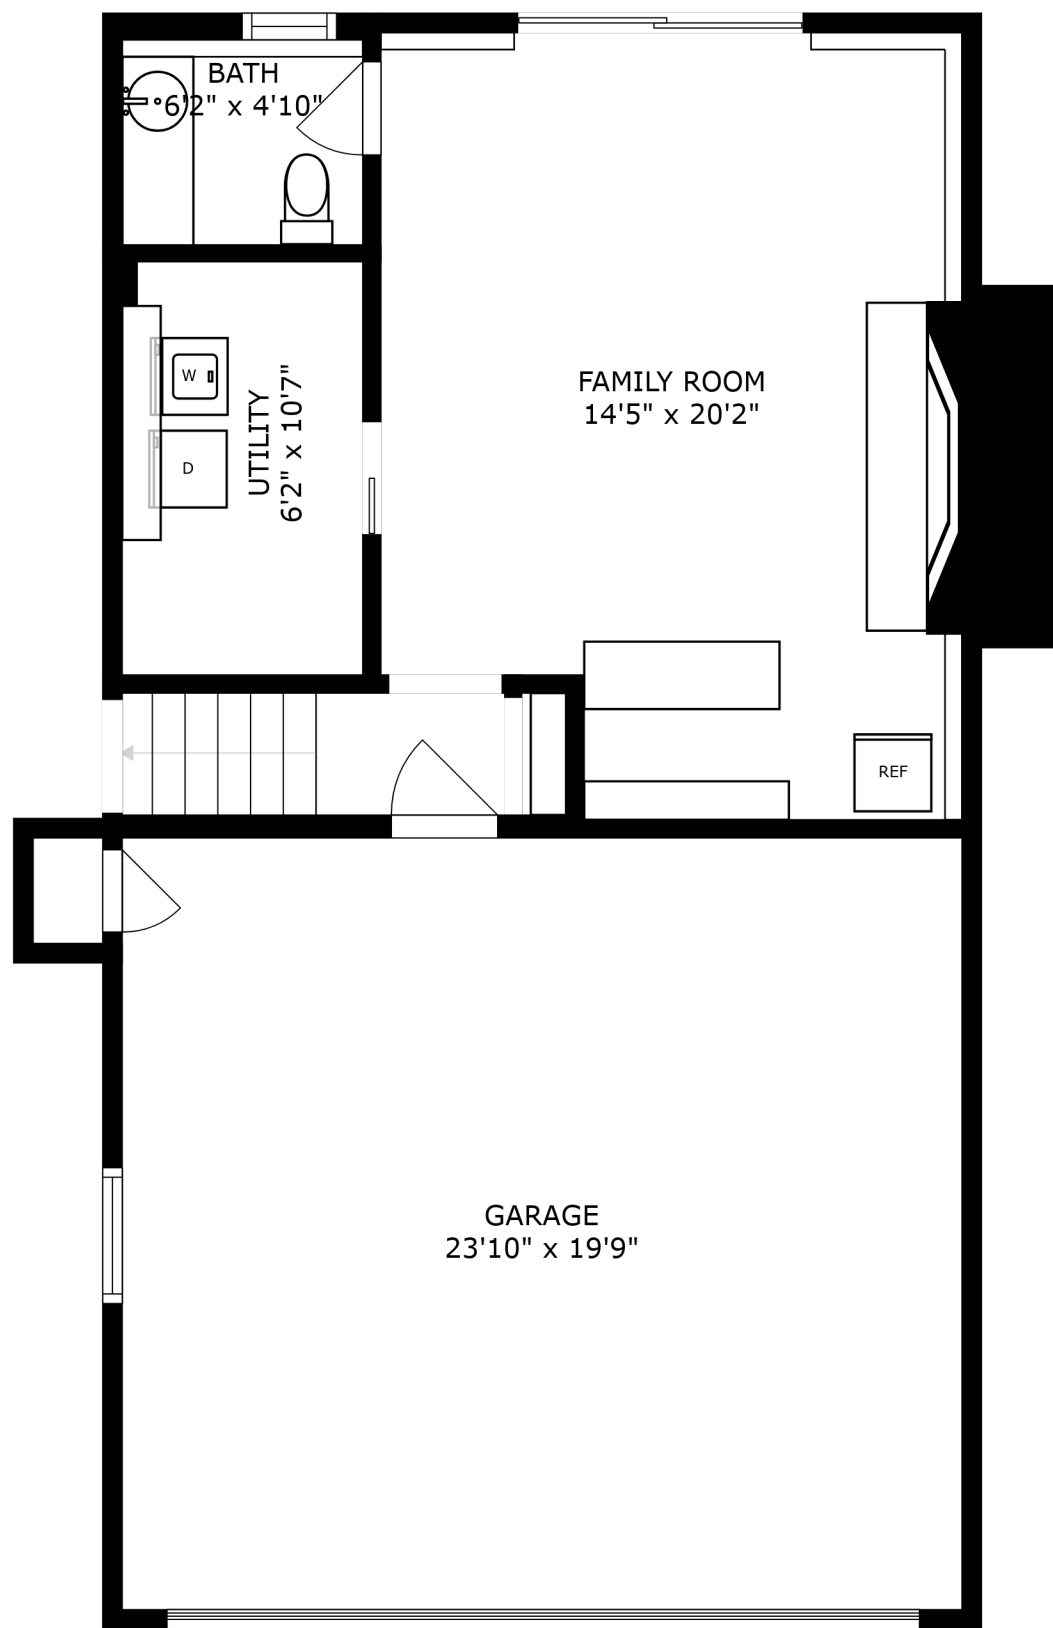 BATH
6'2" x 4'10"
W
D
UTILITY
6'2" x 10'7"
FAMILY ROOM
14'5" x 20'2"
REF
GARAGE
23'10" x 19'9"